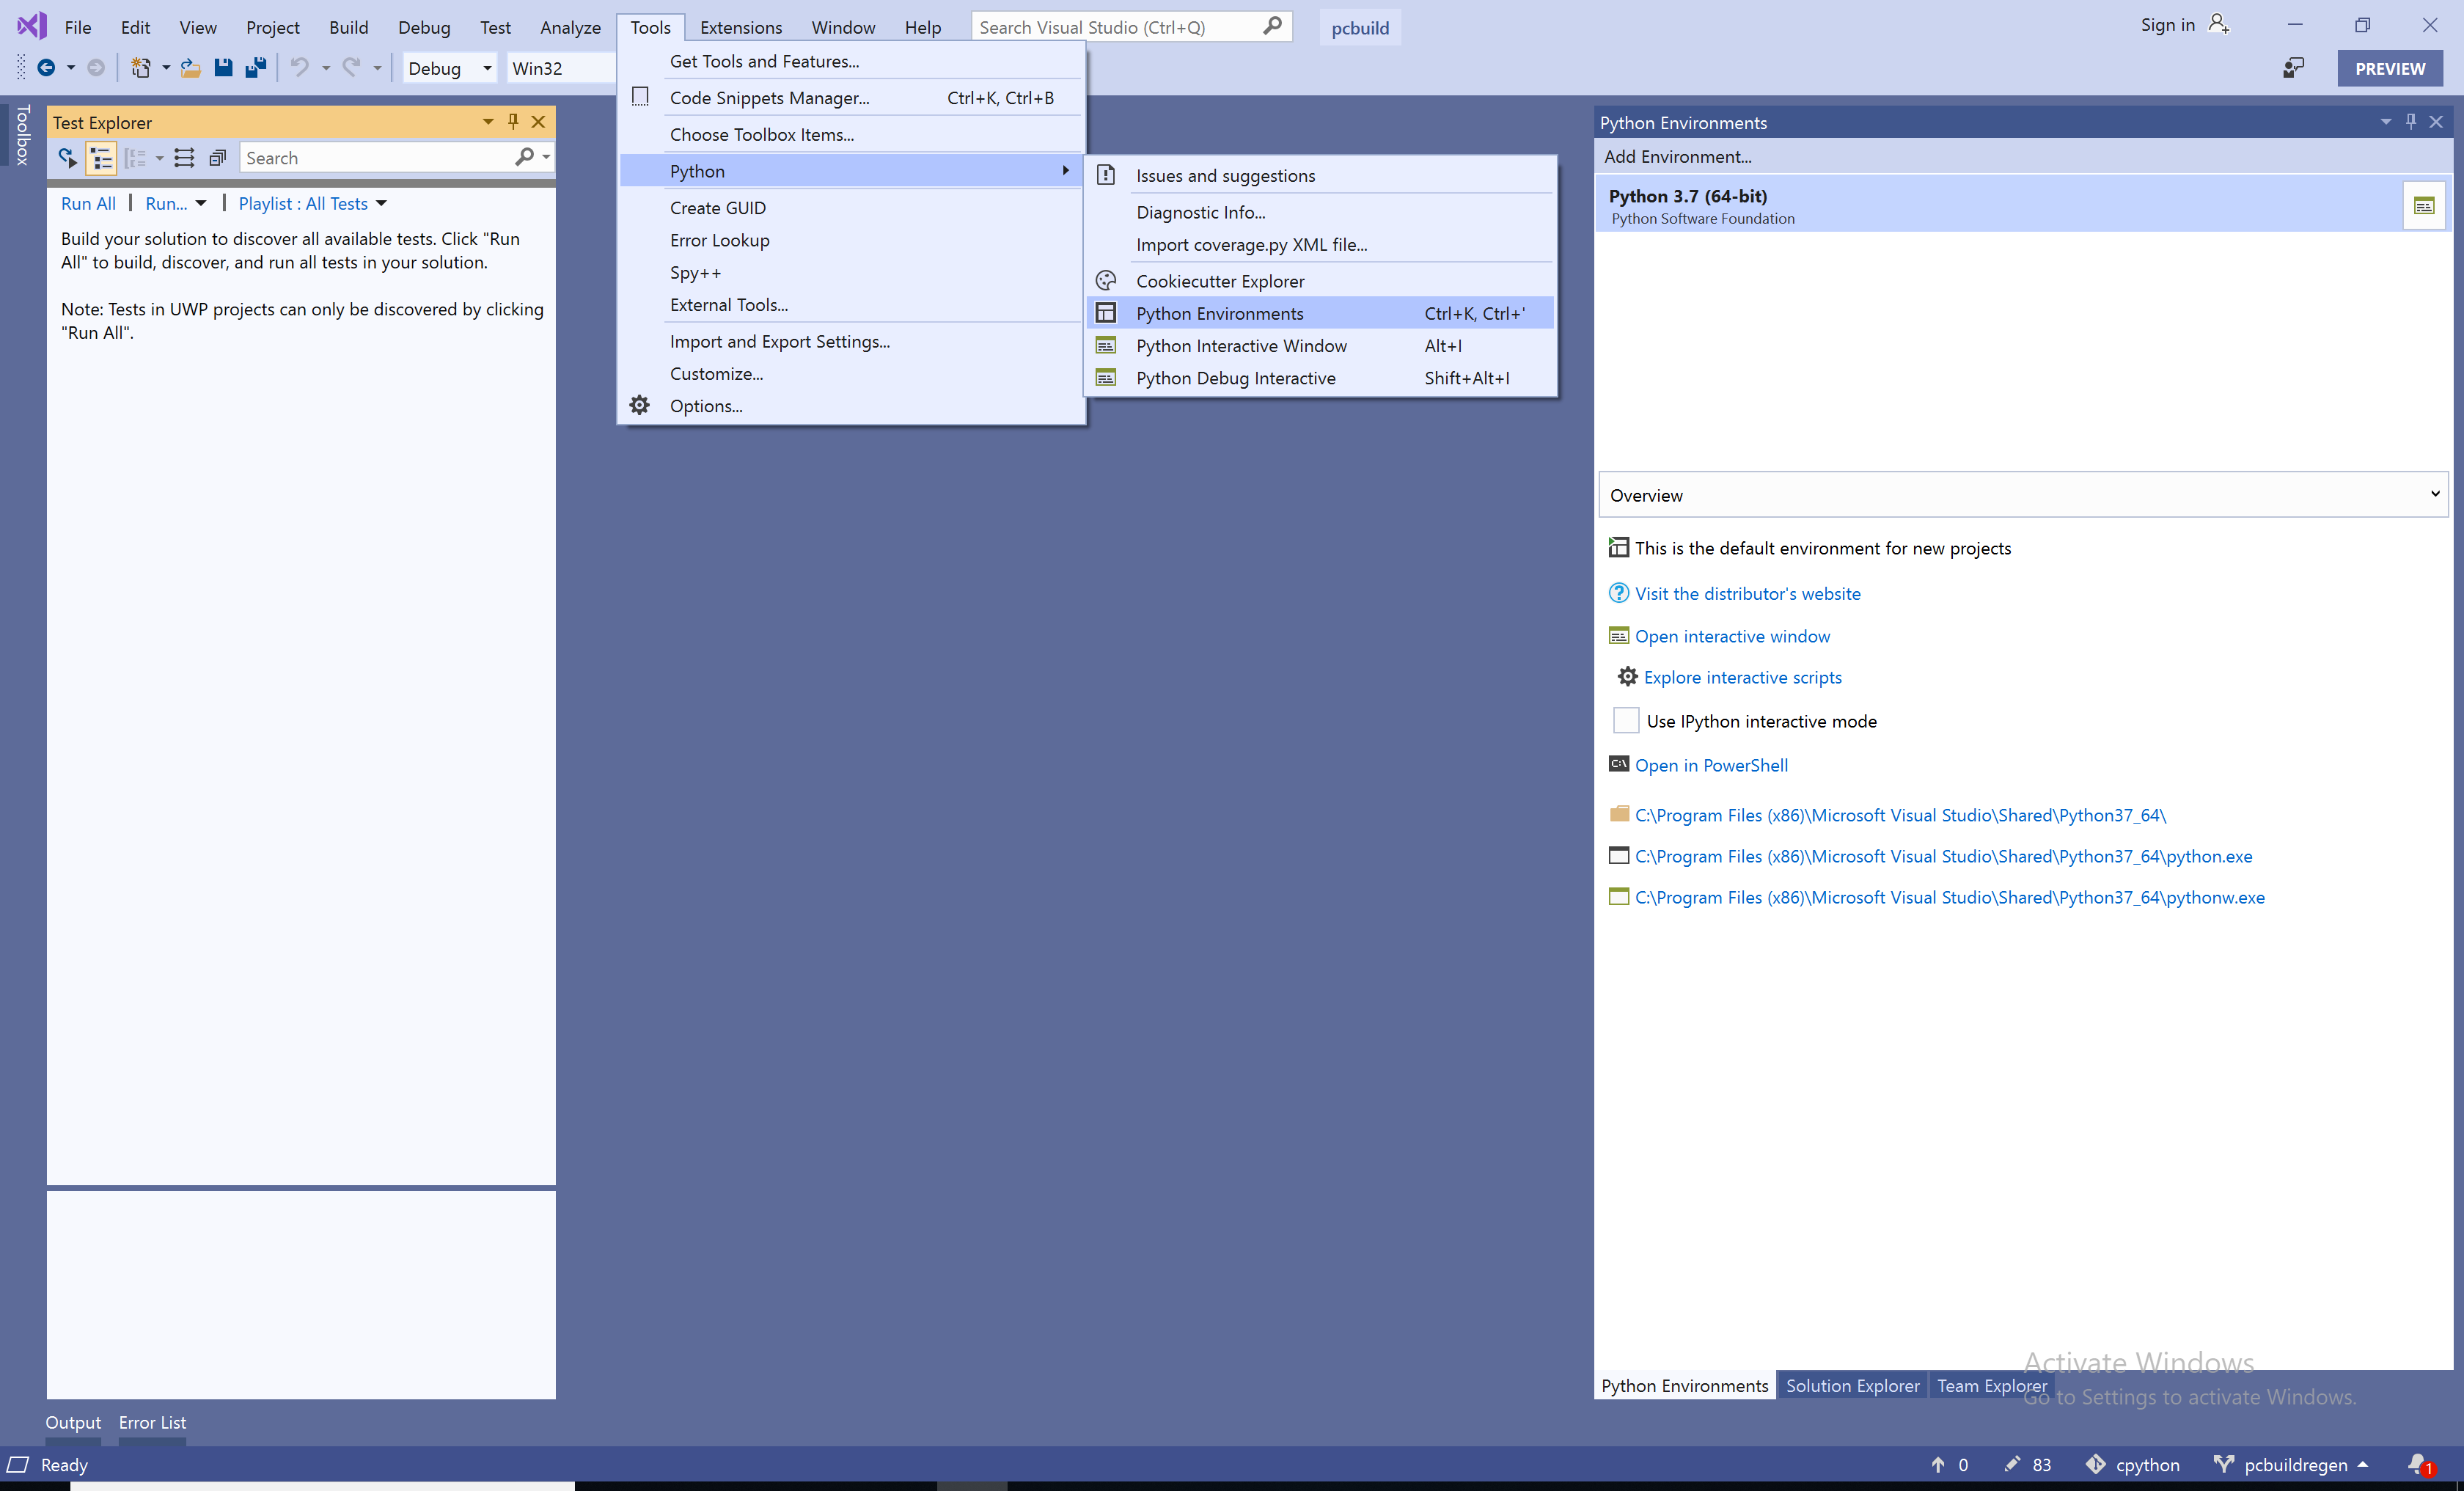 File Edit View Project Build Debug Test Analyze Tools Extensions Window Help Search Visual Studio (Ctrl+Q) pcbuild Sign in
Debug Win32 PREVIEW
Toolbox
Test Explorer
Search
Run All | Run... | Playlist : All Tests
Build your solution to discover all available tests. Click "Run
All" to build, discover, and run all tests in your solution.
Note: Tests in UWP projects can only be discovered by clicking
"Run All".
Get Tools and Features...
Code Snippets Manager... Ctrl+K, Ctrl+B
Choose Toolbox Items...
Python
Create GUID
Error Lookup
Spy++
External Tools...
Import and Export Settings...
Customize...
Options...
Issues and suggestions
Diagnostic Info...
Import coverage.py XML file...
Cookiecutter Explorer
Python Environments Ctrl+K, Ctrl+'
Python Interactive Window Alt+I
Python Debug Interactive Shift+Alt+I
Python Environments
Add Environment...
Python 3.7 (64-bit)
Python Software Foundation
Overview
This is the default environment for new projects
Visit the distributor's website
Open interactive window
Explore interactive scripts
Use IPython interactive mode
C:\ Open in PowerShell
C:\Program Files (x86)\Microsoft Visual Studio\Shared\Python37_64\
C:\Program Files (x86)\Microsoft Visual Studio\Shared\Python37_64\python.exe
C:\Program Files (x86)\Microsoft Visual Studio\Shared\Python37_64\pythonw.exe
Activate Windows
Go to Settings to activate Windows.
Python Environments Solution Explorer Team Explorer
Output Error List
Ready 0 83 cpython pcbuildregen 1